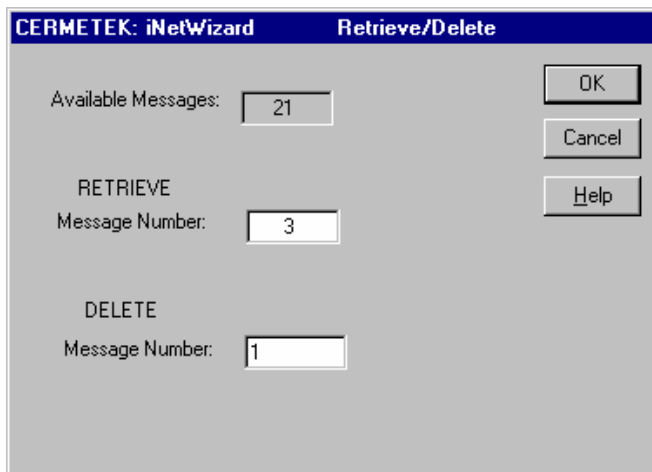 CERMETEK: iNetWizard Retrieve/Delete
Available Messages: 21
OK
Cancel
RETRIEVE
Message Number: 3
Help
DELETE
Message Number: 1